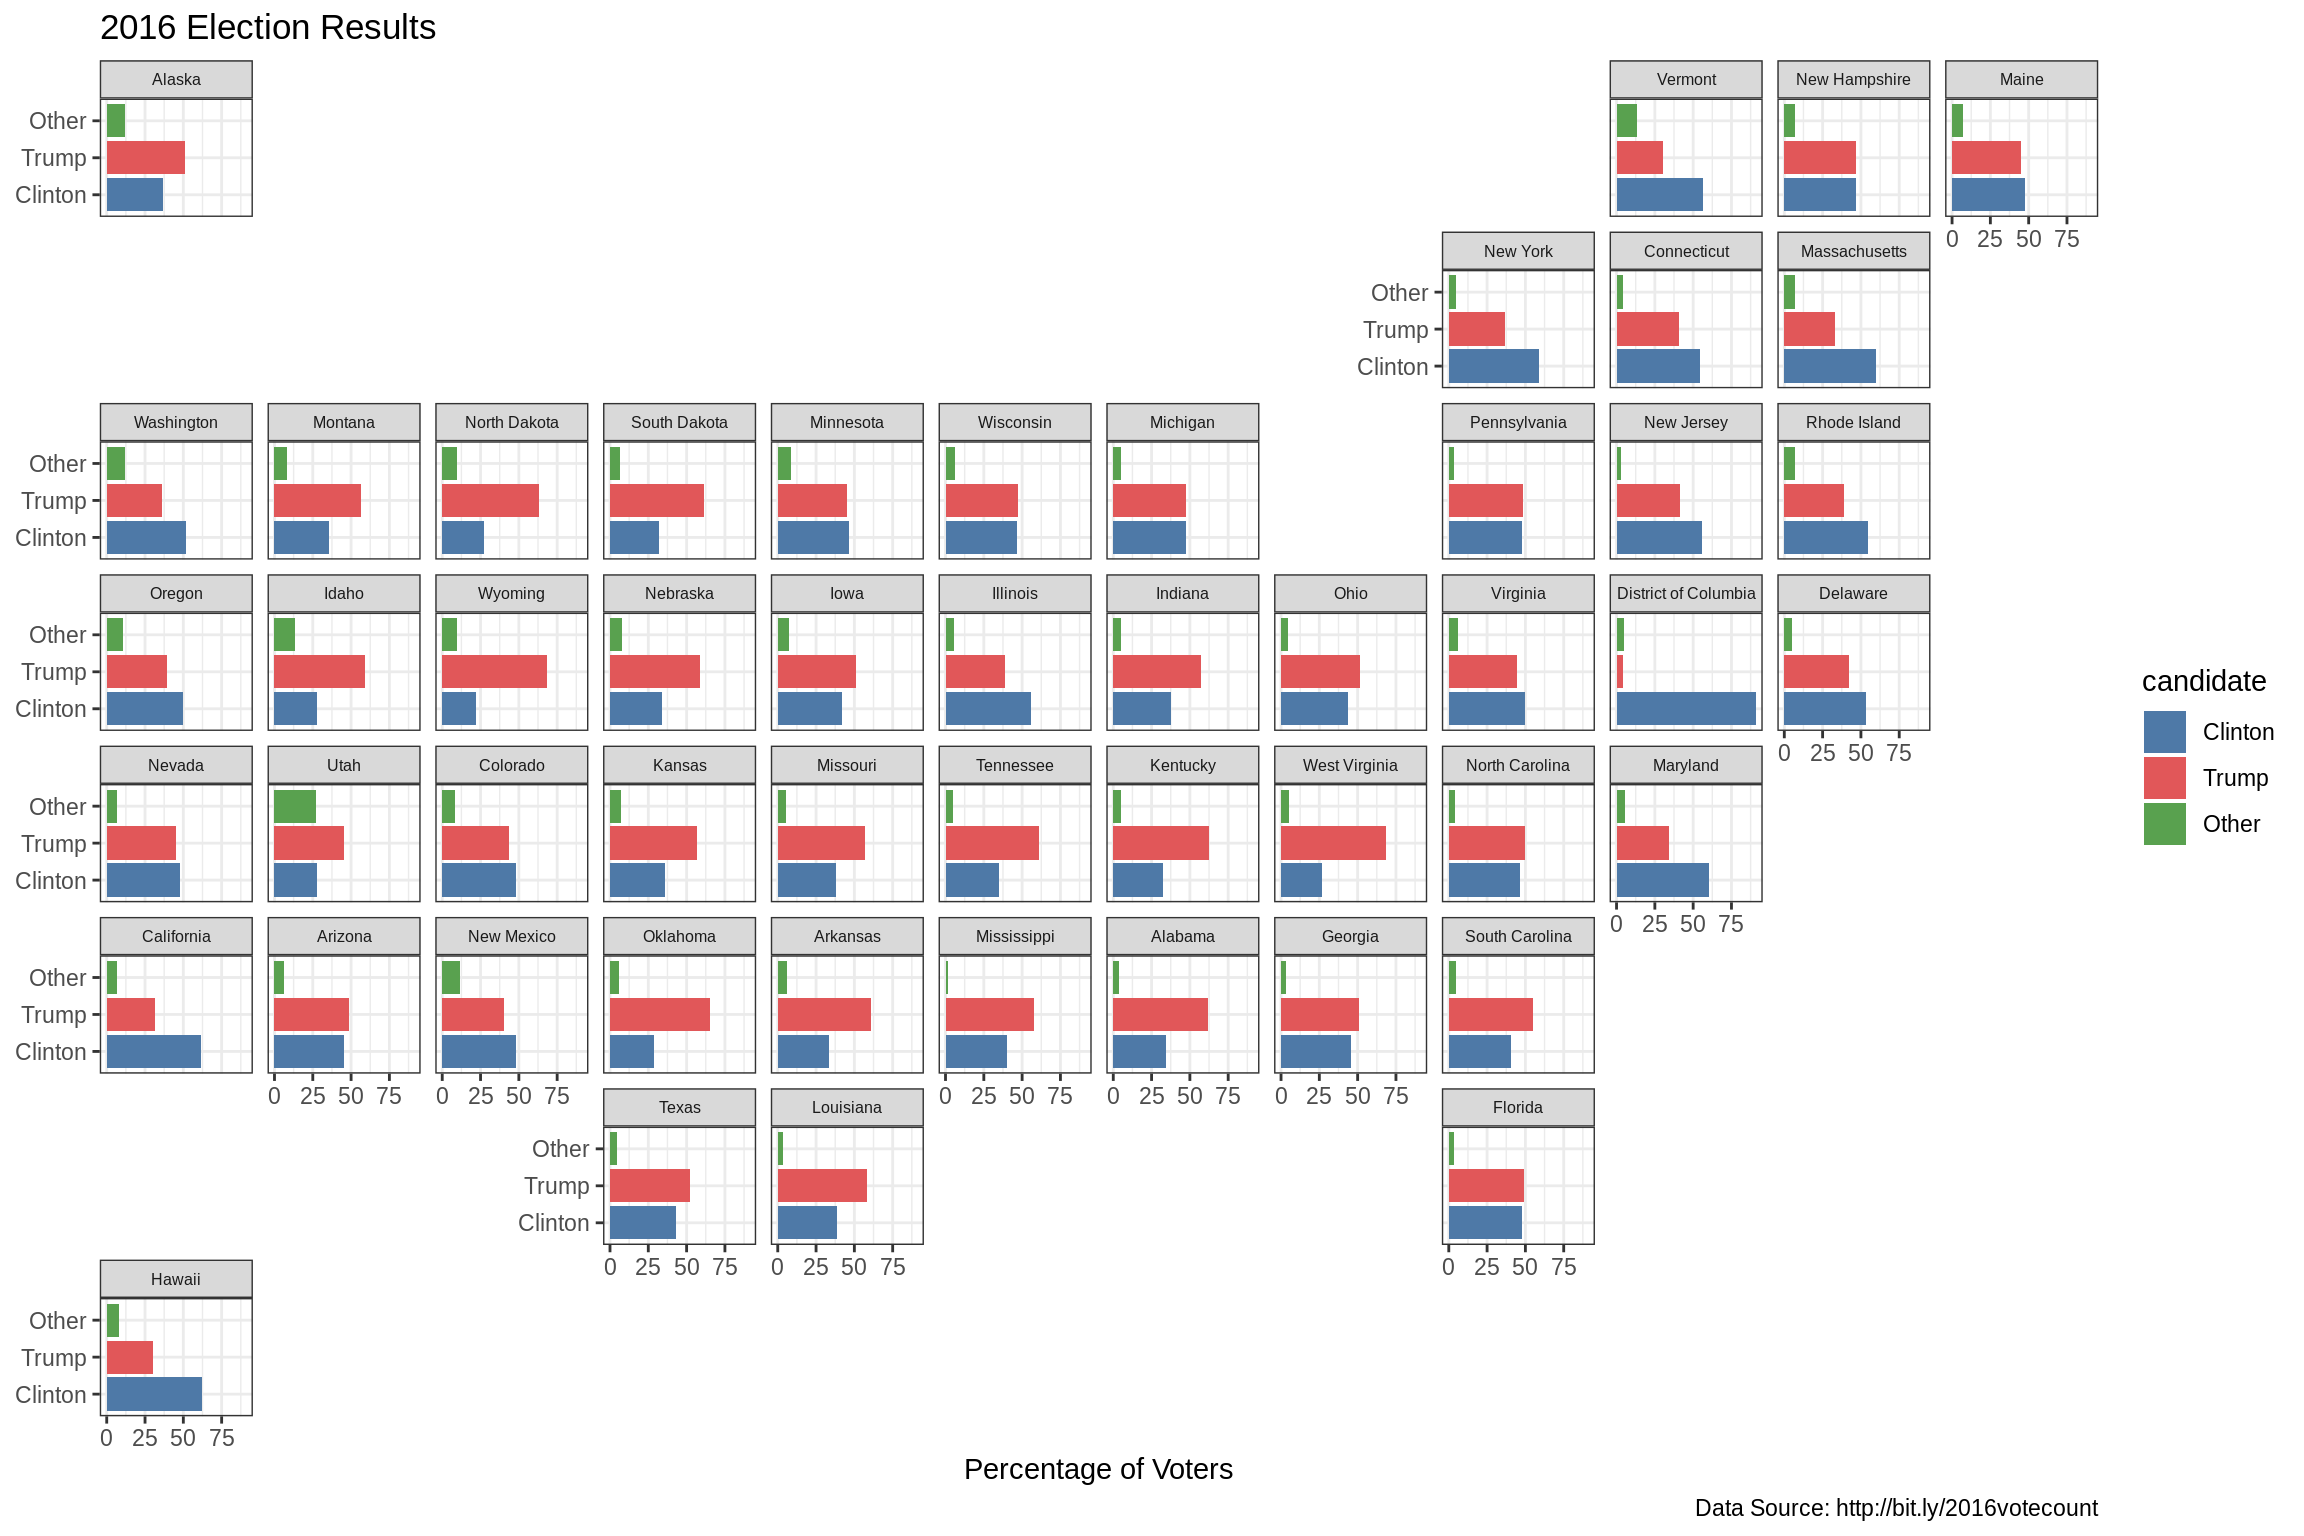 2016 Election Results
Alaska
Vermont
New Hampshire
Maine
Other
Trump
Clinton
0 25 50 75
New York
Connecticut
Massachusetts
Other
Trump
Clinton
Washington
Montana
North Dakota
South Dakota
Minnesota
Wisconsin
Michigan
Pennsylvania
New Jersey
Rhode Island
Other
Trump
Clinton
Oregon
Idaho
Wyoming
Nebraska
Iowa
Illinois
Indiana
Ohio
Virginia
District of Columbia
Delaware
Other
Trump
Clinton
0 25 50 75
Nevada
Utah
Colorado
Kansas
Missouri
Tennessee
Kentucky
West Virginia
North Carolina
Maryland
Other
Trump
Clinton
0 25 50 75
California
Arizona
New Mexico
Oklahoma
Arkansas
Mississippi
Alabama
Georgia
South Carolina
Other
Trump
Clinton
0 25 50 75
0 25 50 75
0 25 50 75
0 25 50 75
0 25 50 75
Texas
Louisiana
Florida
Other
Trump
Clinton
0 25 50 75
0 25 50 75
0 25 50 75
Hawaii
Other
Trump
Clinton
0 25 50 75
Percentage of Voters
Data Source: http://bit.ly/2016votecount
candidate
Clinton
Trump
Other